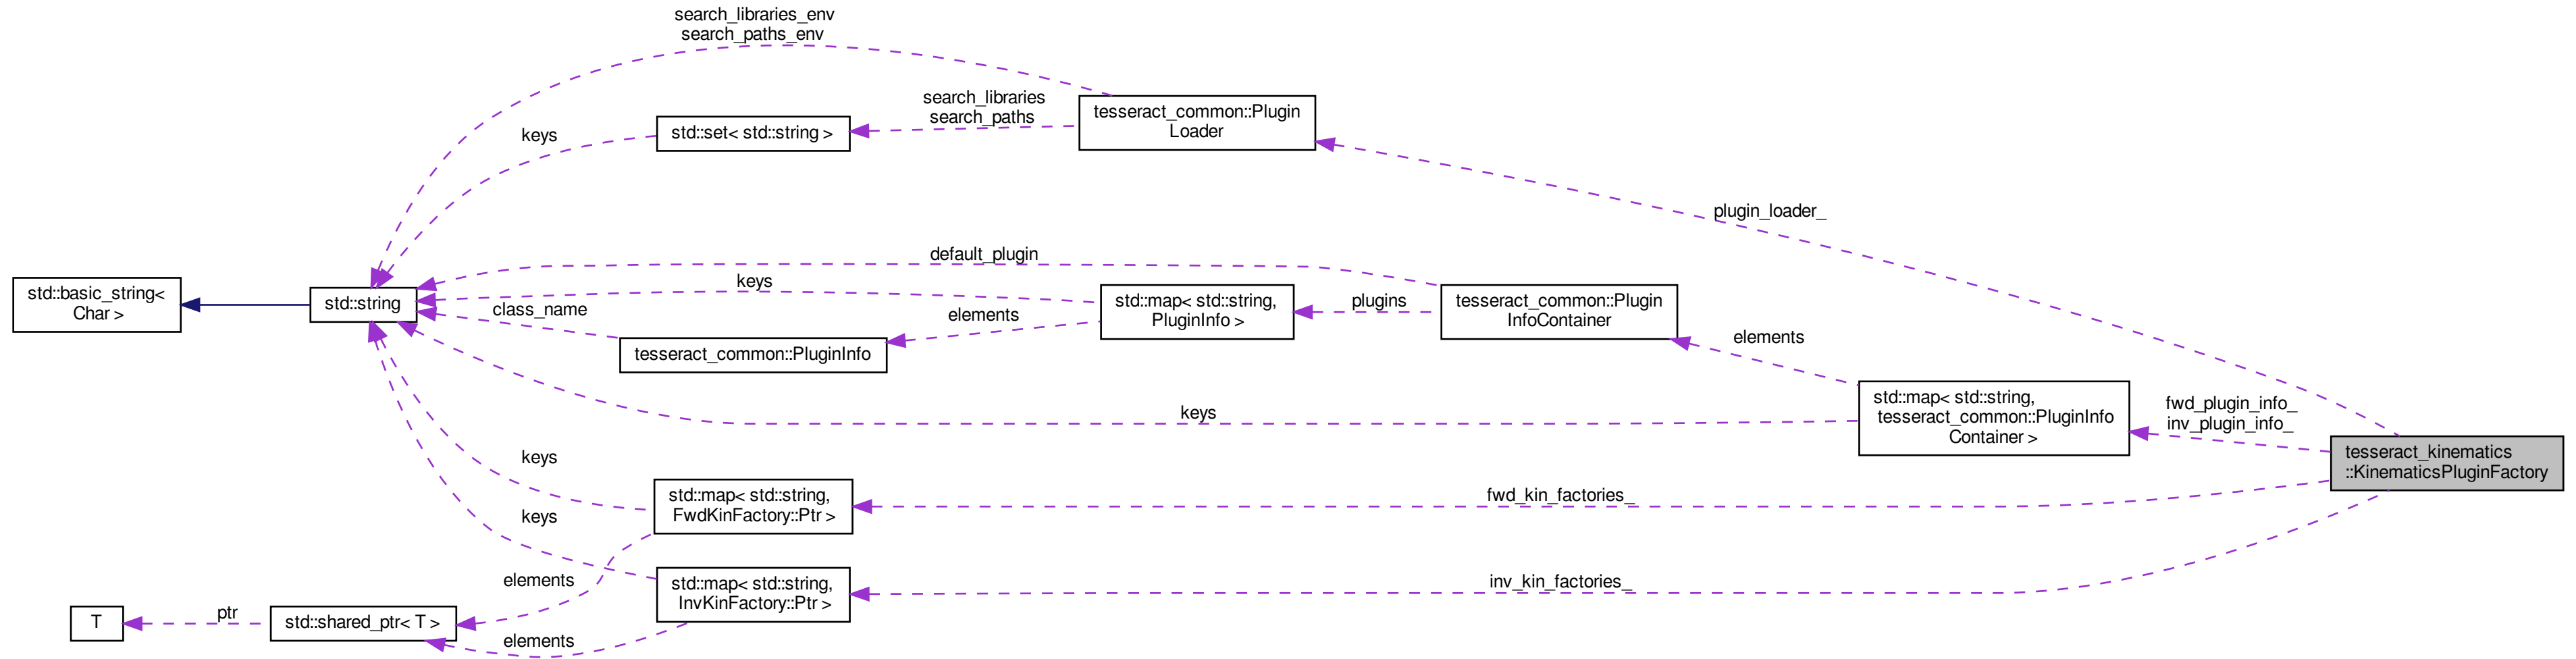 search_libraries_env
search_paths_env
search_libraries
search_paths
tesseract_common::Plugin
Loader
keys
std::set< std::string >
plugin_loader_
default_plugin
keys
std::basic_string<
Char >
std::string
class_name
std::map< std::string,
PluginInfo >
plugins
tesseract_common::Plugin
InfoContainer
elements
tesseract_common::PluginInfo
elements
keys
std::map< std::string,
tesseract_common::PluginInfo
Container >
fwd_plugin_info_
inv_plugin_info_
tesseract_kinematics
::KinematicsPluginFactory
keys
std::map< std::string,
FwdKinFactory::Ptr >
fwd_kin_factories_
keys
elements
std::map< std::string,
InvKinFactory::Ptr >
inv_kin_factories_
T
ptr
std::shared_ptr< T >
elements